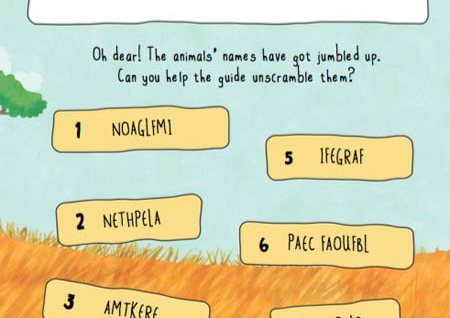 Oh dear! The animals' names have got jumbled up.
Can you help the guide unscramble them?
1 NOAGLFMI
5 IFEGRAF
2 NETHPELA
6 PAEC FAOUFBL
3 AMTKERE